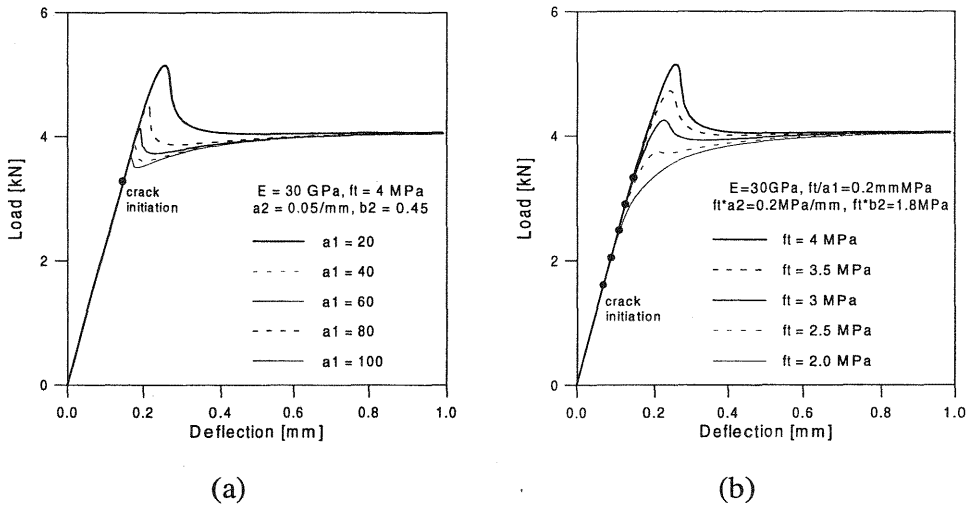 6
4
2
0
Load [kN]
crack
initiation
E = 30 GPa, ft = 4 MPa
a2 = 0.05/mm, b2 = 0.45
a1 = 20
a1 = 40
a1 = 60
a1 = 80
a1 = 100
0.0 0.2 0.4 0.6 0.8 1.0
Deflection [mm]
(a)
6
4
2
0
Load [kN]
E=30GPa, ft/a1=0.2mmMPa
ft*a2=0.2MPa/mm, ft*b2=1.8MPa
ft = 4 MPa
ft = 3.5 MPa
ft = 3 MPa
ft = 2.5 MPa
ft = 2.0 MPa
crack
initiation
0.0 0.2 0.4 0.6 0.8 1.0
Deflection [mm]
(b)